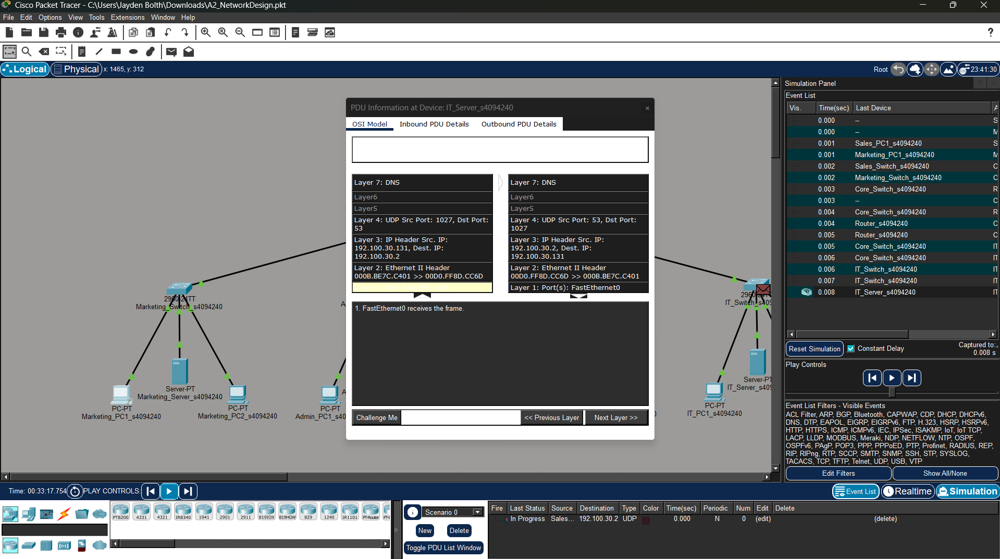 Cisco Packet Tracer - C:\Users\Jayden Bolth\Downloads\A2_NetworkDesign.pkt
File Edit Options View Tools Extensions Window Help
?
Logical Physical x: 1465, y: 312
Root 23:41:30
Simulation Panel
Event List
Vis. Time(sec) Last Device
0.000 --
0.000 --
0.001 Sales_PC1_s4094240
0.001 Marketing_PC1_s4094240
0.002 Sales_Switch_s4094240
0.002 Marketing_Switch_s4094240
0.003 Core_Switch_s4094240
0.003 --
0.004 Core_Switch_s4094240
0.004 Router_s4094240
0.005 Router_s4094240
0.005 Core_Switch_s4094240
0.006 Core_Switch_s4094240
0.006 IT_Switch_s4094240
0.007 IT_Switch_s4094240
0.008 IT_Server_s4094240
Reset Simulation Constant Delay Captured to:
0.008 s
Play Controls
Event List Filters - Visible Events
ACL Filter, ARP, BGP, Bluetooth, CAPWAP, CDP, DHCP, DHCPv6,
DNS, DTP, EAPOL, EIGRP, EIGRPv6, FTP, H.323, HSRP, HSRPv6,
HTTP, HTTPS, ICMP, ICMPv6, IEC, IPSec, ISAKMP, IoT, IoT TCP,
LACP, LLDP, MODBUS, Meraki, NDP, NETFLOW, NTP, OSPF,
OSPFv6, PAgP, POP3, PPP, PPPoED, PTP, Profinet, RADIUS, REP,
RIP, RIPng, RTP, SCCP, SMTP, SNMP, SSH, STP, SYSLOG,
TACACS, TCP, TFTP, Telnet, UDP, USB, VTP
Edit Filters Show All/None
PDU Information at Device: IT_Server_s4094240
OSI Model Inbound PDU Details Outbound PDU Details
Layer 7: DNS
Layer6
Layer5
Layer 4: UDP Src Port: 1027, Dst Port:
53
Layer 3: IP Header Src. IP:
192.100.30.131, Dest. IP:
192.100.30.2
Layer 2: Ethernet II Header
000B.BE7C.C401 >> 00D0.FF8D.CC6D
Layer 1: Port FastEthernet0
Layer 7: DNS
Layer6
Layer5
Layer 4: UDP Src Port: 53, Dst Port:
1027
Layer 3: IP Header Src. IP:
192.100.30.2, Dest. IP:
192.100.30.131
Layer 2: Ethernet II Header
00D0.FF8D.CC6D >> 000B.BE7C.C401
Layer 1: Port(s): FastEthernet0
1. FastEthernet0 receives the frame.
Challenge Me << Previous Layer Next Layer >>
2960-24TT
Marketing_Switch_s4094240
PC-PT
Marketing_PC1_s4094240
Server-PT
Marketing_Server_s4094240
PC-PT
Marketing_PC2_s4094240
PC-PT
Admin_PC1_s40
IT_Switch_s409
Server-PT
IT_Server_s409
PC-PT
IT_PC1_s4094240
Time: 00:33:17.754 PLAY CONTROLS:
Event List Realtime Simulation
PT8200 4331 4321 IR8340 1941 2901 2911 819IOX 819HGW 829 1240 IR1101 PT-Router
Scenario 0
New Delete
Toggle PDU List Window
Fire Last Status Source Destination Type Color Time(sec) Periodic Num Edit Delete
In Progress Sales... 192.100.30.2 UDP 0.000 N 0 (edit) (delete)